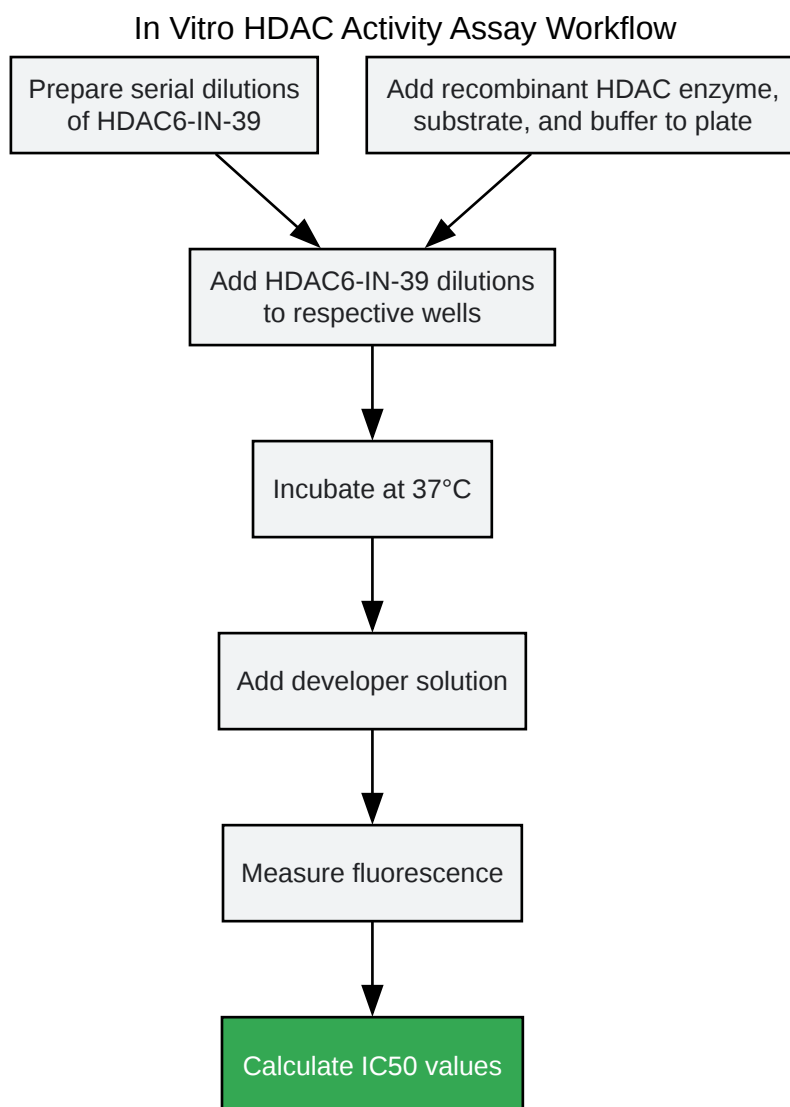 In Vitro HDAC Activity Assay Workflow
Prepare serial dilutions
of HDAC6-IN-39
Add recombinant HDAC enzyme,
substrate, and buffer to plate
Add HDAC6-IN-39 dilutions
to respective wells
Incubate at 37°C
Add developer solution
Measure fluorescence
Calculate IC50 values